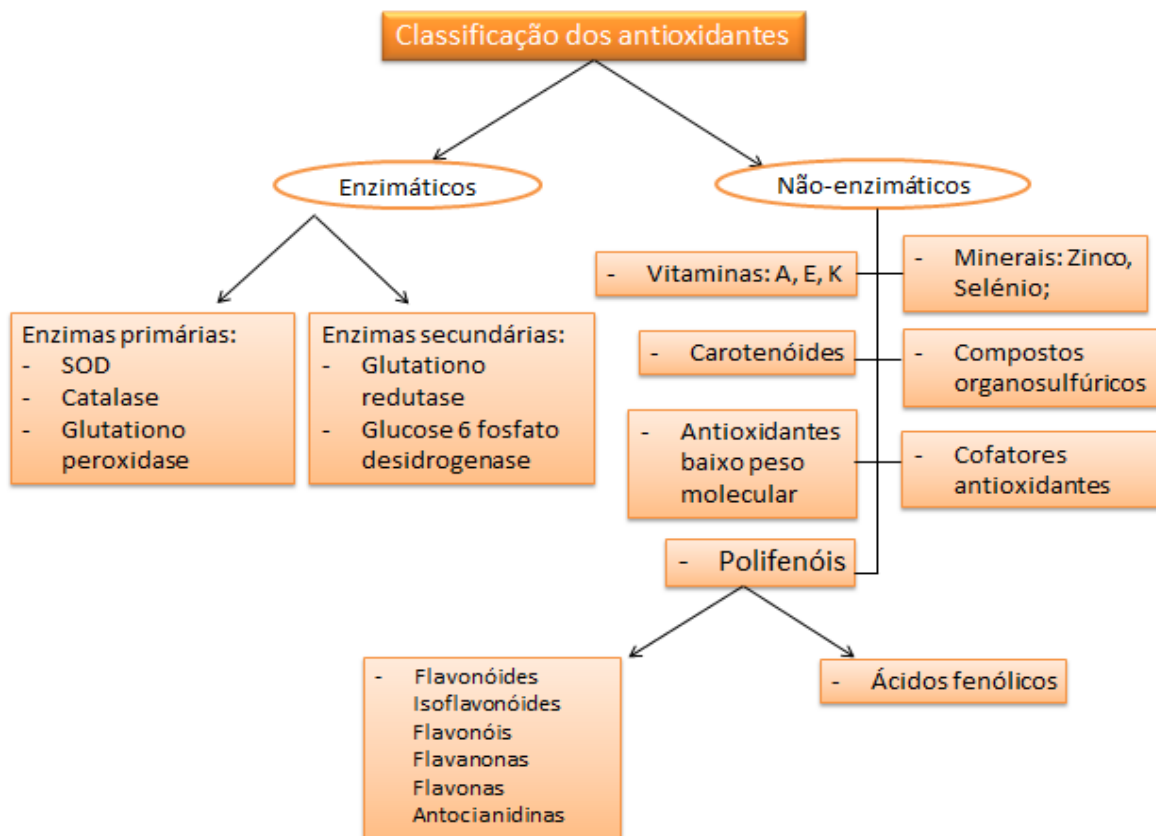 Classificação dos antioxidantes
Enzimáticos
Não-enzimáticos
Enzimas primárias:
- SOD
- Catalase
- Glutationo
peroxidase
Enzimas secundárias:
- Glutationo
redutase
- Glucose 6 fosfato
desidrogenase
- Vitaminas: A, E, K
- Minerais: Zinco,
Selénio;
- Carotenóides
- Compostos
organosulfúricos
- Antioxidantes
baixo peso
molecular
- Cofatores
antioxidantes
- Polifenóis
- Flavonóides
Isoflavonóides
Flavonóis
Flavanonas
Flavonas
Antocianidinas
- Ácidos fenólicos